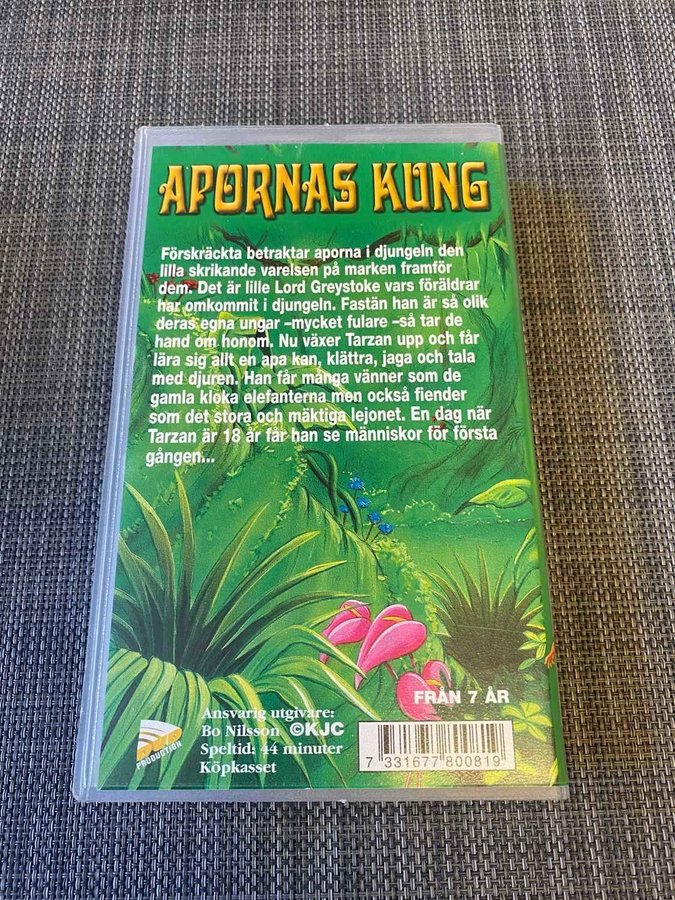 APORNAS KUNG
Förskräckta betraktar aporna i djungeln den
lilla skrikande varelsen på marken framför
dem. Det är lille Lord Greystoke vars föräldrar
har omkommit i djungeln. Fastän han är så olik
deras egna ungar –mycket fulare –så tar de
hand om honom. Nu växer Tarzan upp och får
lära sig allt en apa kan, klättra, jaga och tala
med djuren. Han får många vänner som de
gamla kloka elefanterna men också fiender
som det stora och mäktiga lejonet. En dag när
Tarzan är 18 år får han se människor för första
gången...
FRÅN 7 ÅR
Ansvarig utgivare:
Bo Nilsson ©KJC
Speltid: 44 minuter
Köpkasset
PRODUCTION
7 331677 800819